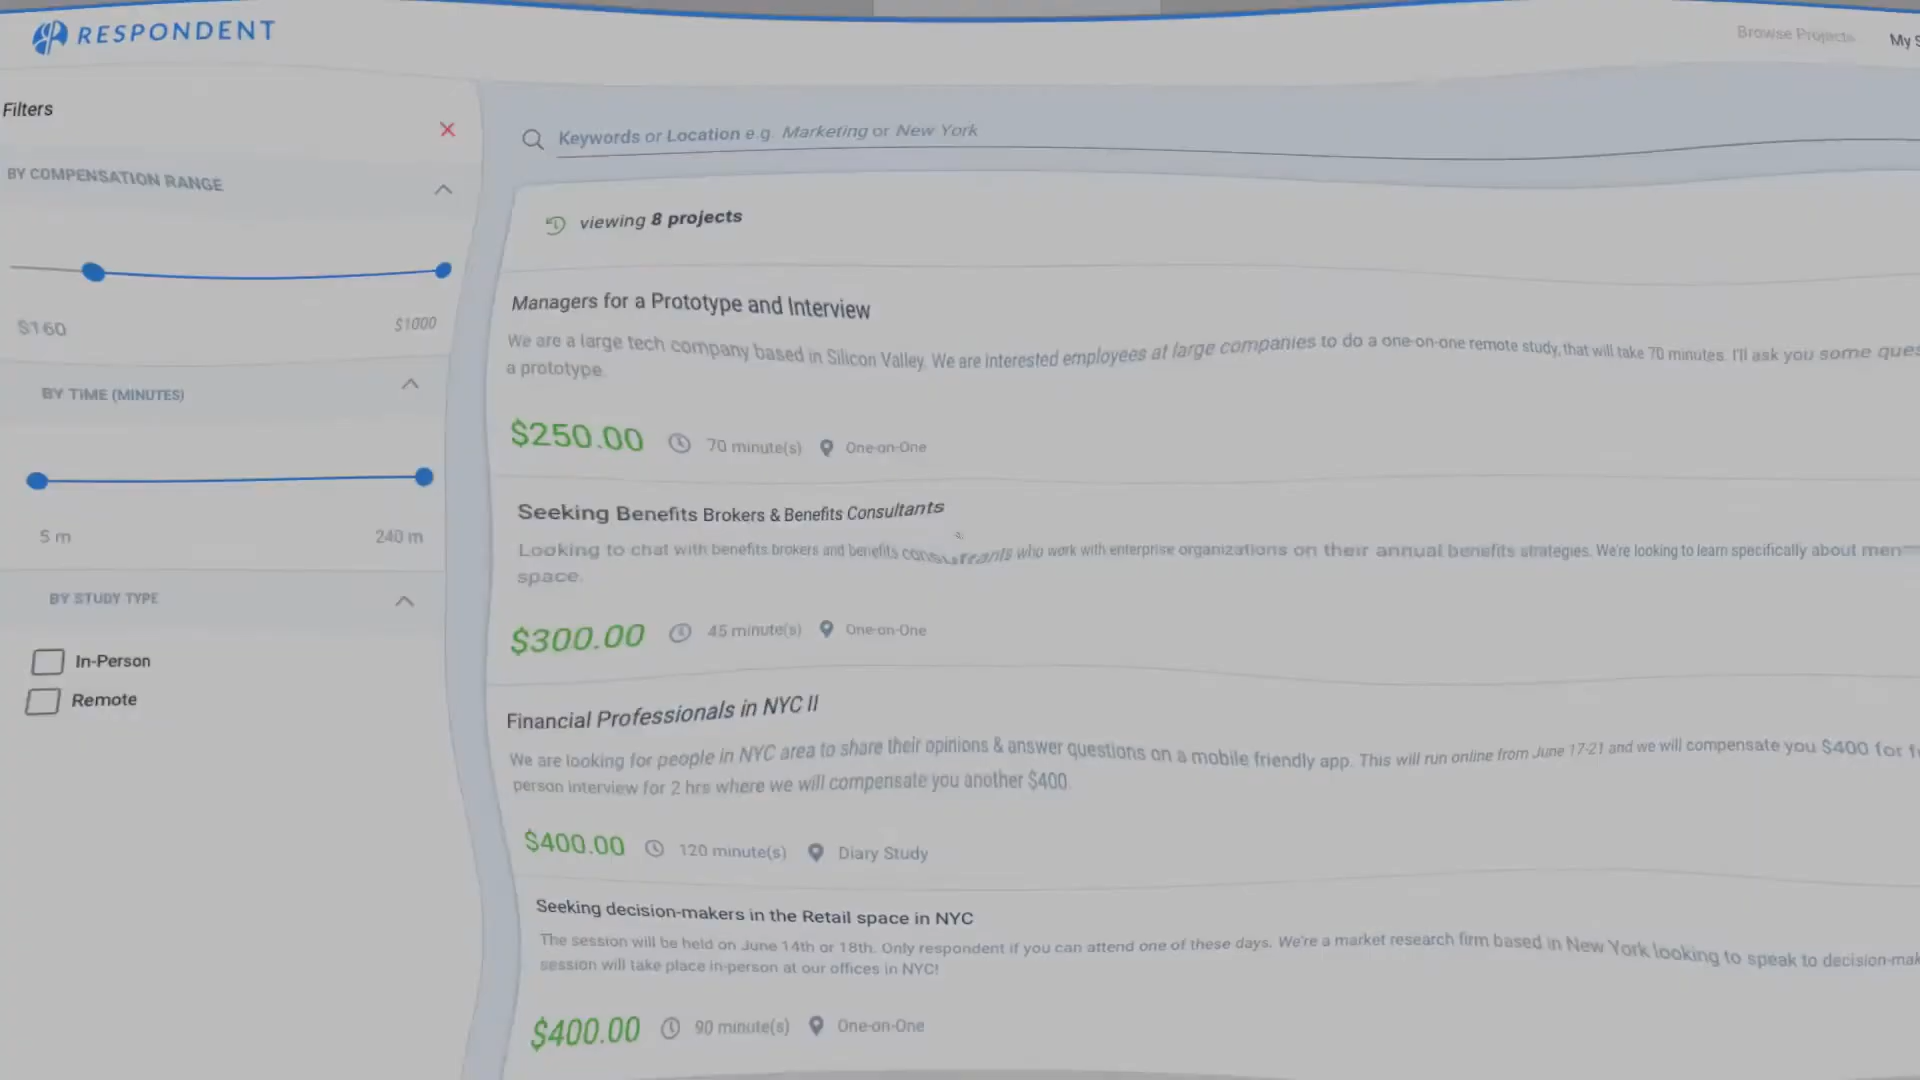 RESPONDENT
Browse Projects
My
Filters
BY COMPENSATION RANGE
$160
$1000
BY TIME (MINUTES)
5 m
240 m
BY STUDY TYPE
In-Person
Remote
Keywords or Location e.g. Marketing or New York
viewing 8 projects
Managers for a Prototype and Interview
We are a large tech company based in Silicon Valley. We are interested employees at large companies to do a one-on-one remote study, that will take 70 minutes. I'll ask you some
a prototype.
$250.00
70 minute(s)
One-on-One
Seeking Benefits Brokers & Benefits Consultants
Looking to chat with benefits brokers and benefits consultants who work with enterprise organizations on their annual benefits strategies. We're looking to learn specifically about
space.
$300.00
45 minute(s)
One-on-One
Financial Professionals in NYC II
We are looking for people in NYC area to share their opinions & answer questions on a mobile friendly app. This will run online from June 17-21 and we will compensate you $400 for
person interview for 2 hrs where we will compensate you another $400.
$400.00
120 minute(s)
Diary Study
Seeking decision-makers in the Retail space in NYC
The session will be held on June 14th or 18th. Only respondent if you can attend one of these days. We're a market research firm based in New York looking to speak to
session will take place in-person at our offices in NYC!
$400.00
90 minute(s)
One-on-One